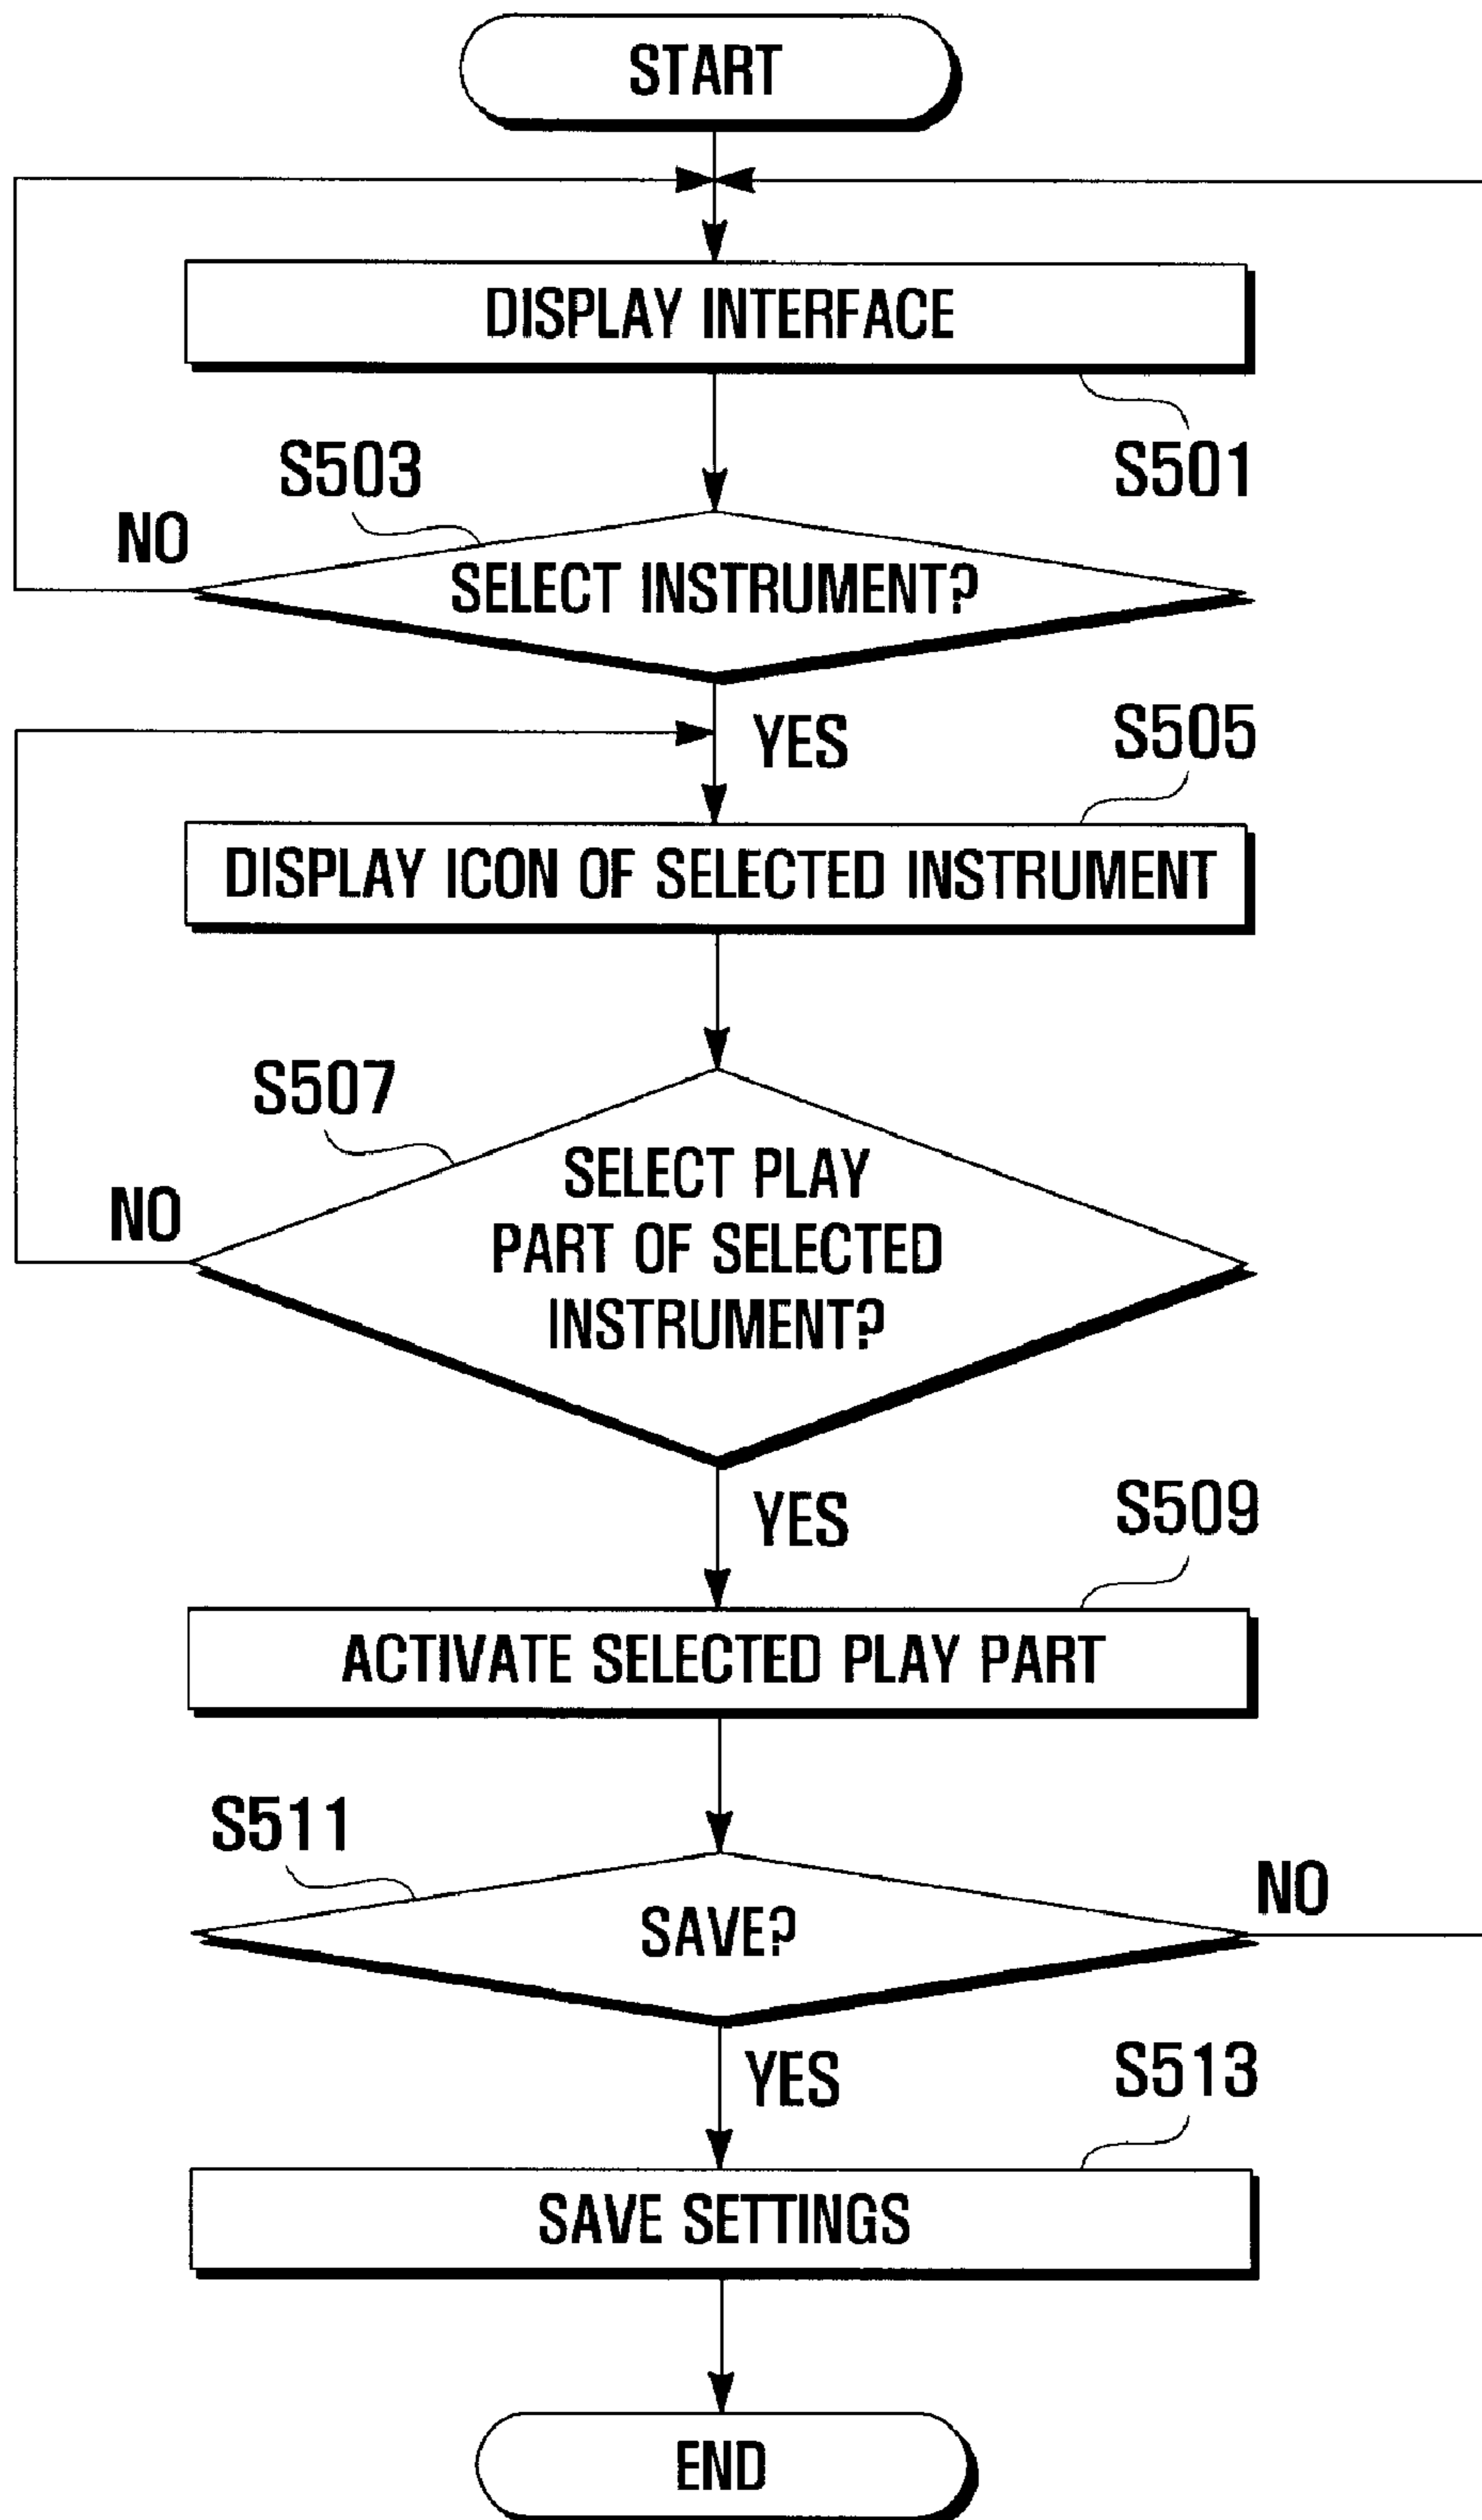 START
DISPLAY INTERFACE
S501
S503
NO
SELECT INSTRUMENT?
YES
S505
DISPLAY ICON OF SELECTED INSTRUMENT
S507
NO
SELECT PLAY
PART OF SELECTED
INSTRUMENT?
YES
S509
ACTIVATE SELECTED PLAY PART
S511
NO
SAVE?
YES
S513
SAVE SETTINGS
END